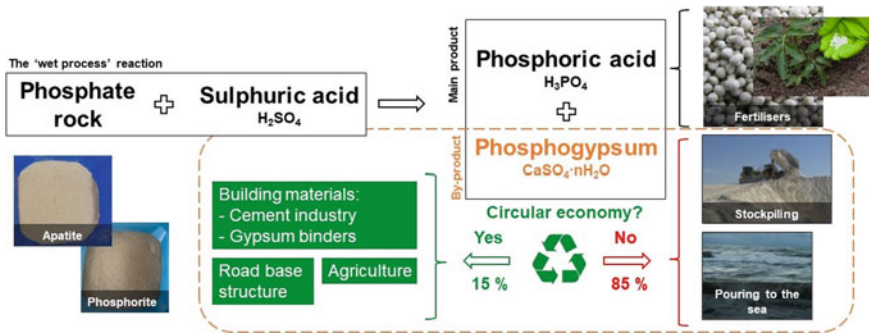 The 'wet process' reaction
Phosphate
rock
Sulphuric acid
H₂SO₄
Main product
Phosphoric acid
H₃PO₄
Fertilisers
By-product
Phosphogypsum
CaSO₄·nH₂O
Apatite
Phosphorite
Building materials:
- Cement industry
- Gypsum binders
Road base
structure
Agriculture
Circular economy?
Yes
15 %
No
85 %
Stockpiling
Pouring to the
sea